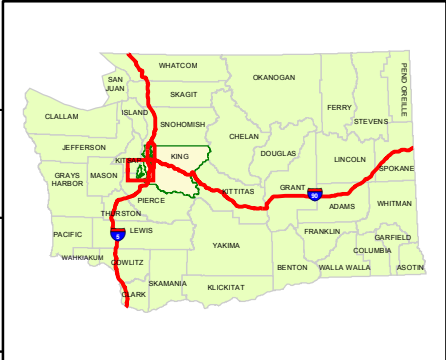 WHATCOM
SAN
JUAN
OKANOGAN
PEND OREILLE
SKAGIT
FERRY
STEVENS
ISLAND
CLALLAM
SNOHOMISH
CHELAN
JEFFERSON
DOUGLAS
KITSAP
KING
LINCOLN
SPOKANE
GRAYS
HARBOR
MASON
KITTITAS
GRANT
90
PIERCE
ADAMS
WHITMAN
THURSTON
PACIFIC
5
LEWIS
FRANKLIN
GARFIELD
YAKIMA
COLUMBIA
WAHKIAKUM
COWLITZ
BENTON
WALLA WALLA
ASOTIN
SKAMANIA
KLICKITAT
CLARK